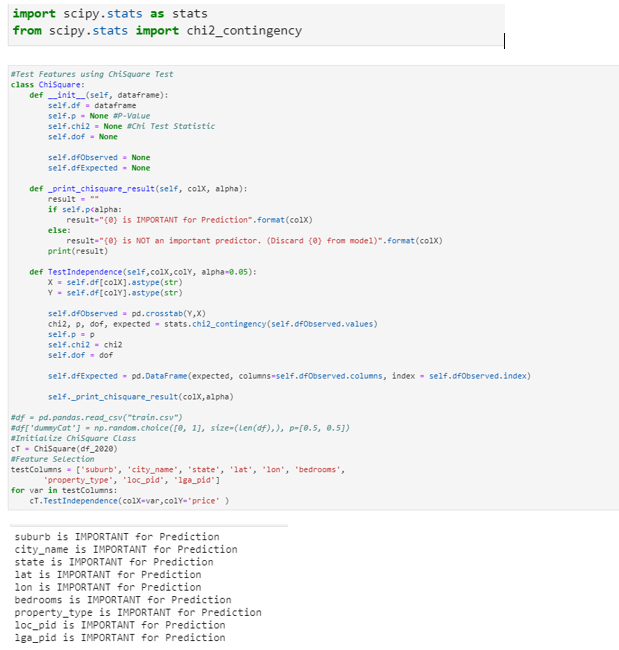 import scipy.stats as stats
from scipy.stats import chi2_contingency
#Test Features using ChiSquare Test
class ChiSquare:
    def __init__(self, dataframe):
        self.df = dataframe
        self.p = None #P-Value
        self.chi2 = None #Chi Test Statistic
        self.dof = None

        self.dfObserved = None
        self.dfExpected = None

    def _print_chisquare_result(self, colX, alpha):
        result = ""
        if self.p<alpha:
            result="{0} is IMPORTANT for Prediction".format(colX)
        else:
            result="{0} is NOT an important predictor. (Discard {0} from model)".format(colX)
        print(result)

    def TestIndependence(self,colX,colY, alpha=0.05):
        X = self.df[colX].astype(str)
        Y = self.df[colY].astype(str)

        self.dfObserved = pd.crosstab(Y,X)
        chi2, p, dof, expected = stats.chi2_contingency(self.dfObserved.values)
        self.p = p
        self.chi2 = chi2
        self.dof = dof

        self.dfExpected = pd.DataFrame(expected, columns=self.dfObserved.columns, index = self.dfObserved.index)

        self._print_chisquare_result(colX,alpha)

#df = pd.pandas.read_csv("train.csv")
#df['dummyCat'] = np.random.choice([0, 1], size=(len(df),), p=[0.5, 0.5])
#Initialize ChiSquare Class
cT = ChiSquare(df_2020)
#Feature Selection
testColumns = ['suburb', 'city_name', 'state', 'lat', 'lon', 'bedrooms',
       'property_type', 'loc_pid', 'lga_pid']
for var in testColumns:
    cT.TestIndependence(colX=var,colY='price' )
suburb is IMPORTANT for Prediction
city_name is IMPORTANT for Prediction
state is IMPORTANT for Prediction
lat is IMPORTANT for Prediction
lon is IMPORTANT for Prediction
bedrooms is IMPORTANT for Prediction
property_type is IMPORTANT for Prediction
loc_pid is IMPORTANT for Prediction
lga_pid is IMPORTANT for Prediction